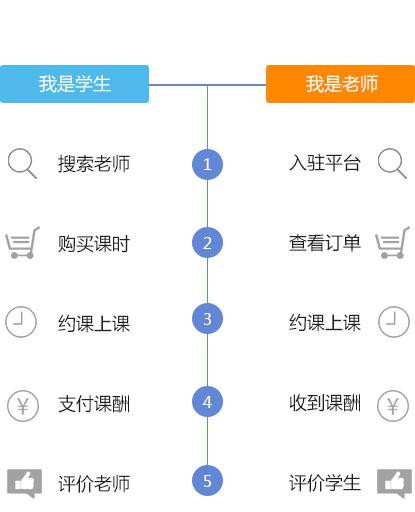 我是学生 我是老师
搜索老师 1 入驻平台
购买课时 2 查看订单
约课上课 3 约课上课
¥ 支付课酬 4 收到课酬 ¥
评价老师 5 评价学生